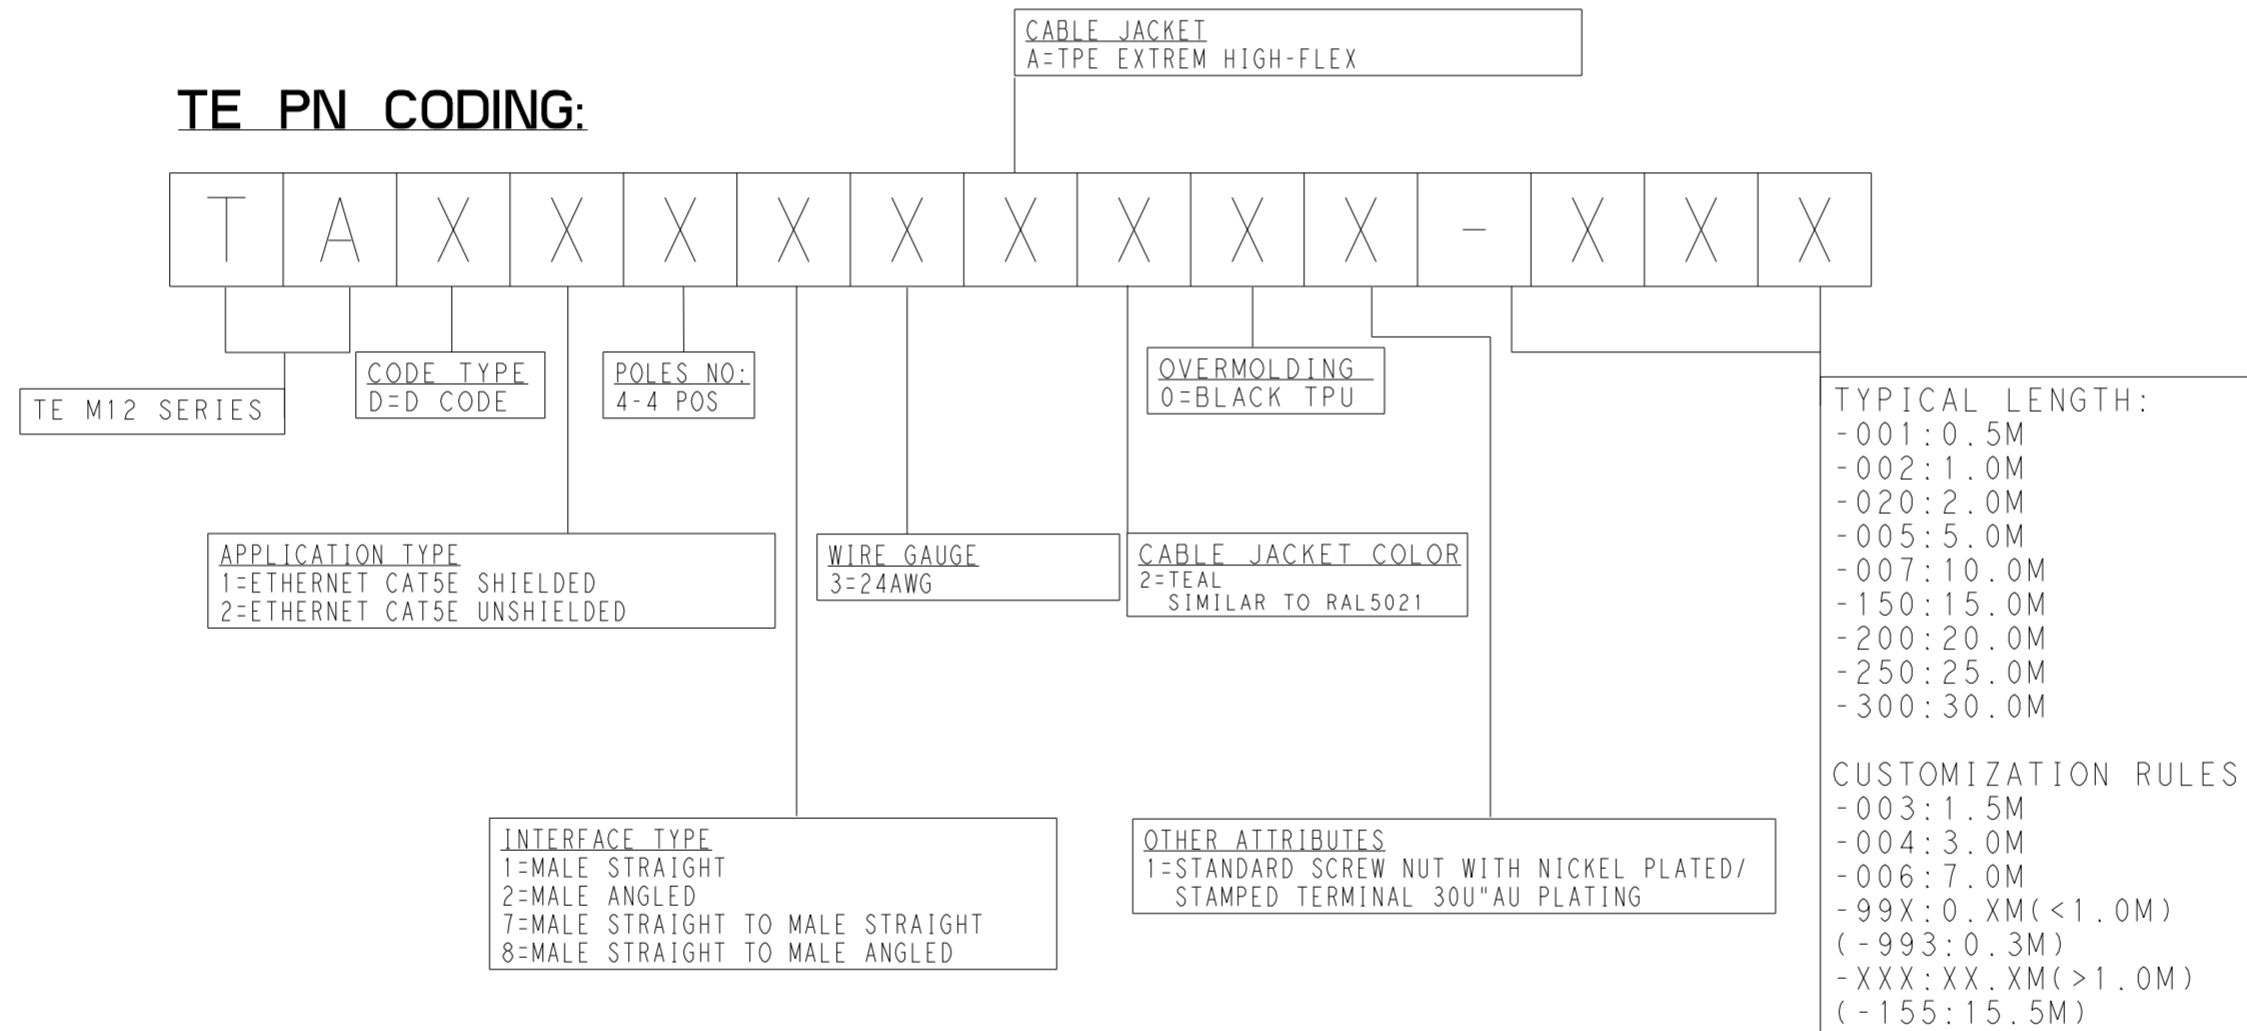 CABLE JACKET
A=TPE EXTREM HIGH-FLEX
TE PN CODING:
T A X X X X X X X X X - X X X
TE M12 SERIES
CODE TYPE
D=D CODE
POLES NO:
4-4 POS
OVERMOLDING
0=BLACK TPU
APPLICATION TYPE
1=ETHERNET CAT5E SHIELDED
2=ETHERNET CAT5E UNSHIELDED
WIRE GAUGE
3=24AWG
CABLE JACKET COLOR
2=TEAL
SIMILAR TO RAL5021
INTERFACE TYPE
1=MALE STRAIGHT
2=MALE ANGLED
7=MALE STRAIGHT TO MALE STRAIGHT
8=MALE STRAIGHT TO MALE ANGLED
OTHER ATTRIBUTES
1=STANDARD SCREW NUT WITH NICKEL PLATED/
STAMPED TERMINAL 30U"AU PLATING
TYPICAL LENGTH:
-001:0.5M
-002:1.0M
-020:2.0M
-005:5.0M
-007:10.0M
-150:15.0M
-200:20.0M
-250:25.0M
-300:30.0M
CUSTOMIZATION RULES
-003:1.5M
-004:3.0M
-006:7.0M
-99X:0.XM(<1.0M)
(-993:0.3M)
-XXX:XX.XM(>1.0M)
(-155:15.5M)